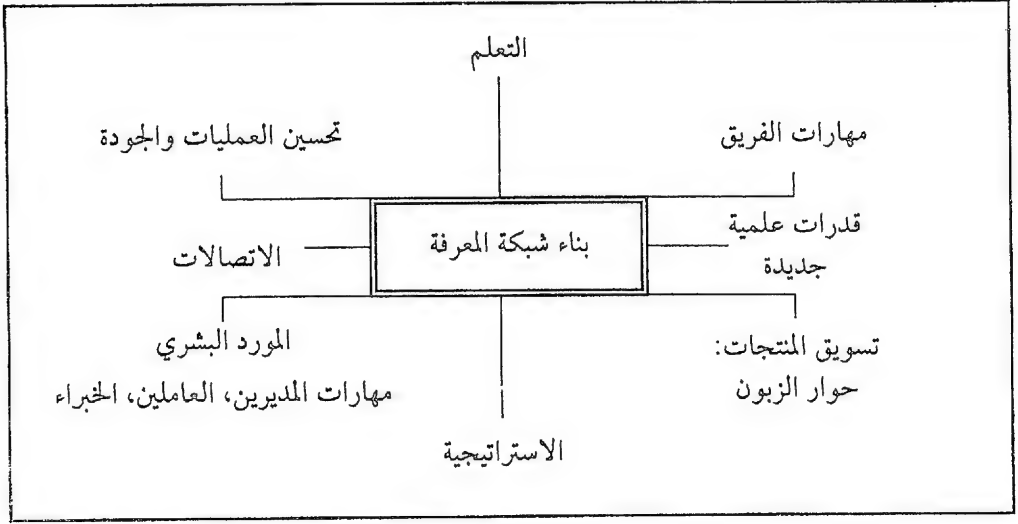 التعلم
مهارات الفريق
تحسين العمليات والجودة
قدرات علمية
جديدة
بناء شبكة المعرفة
الاتصالات
تسويق المنتجات:
حوار الزبون
المورد البشري
مهارات المديرين، العاملين، الخبراء
الاستراتيجية